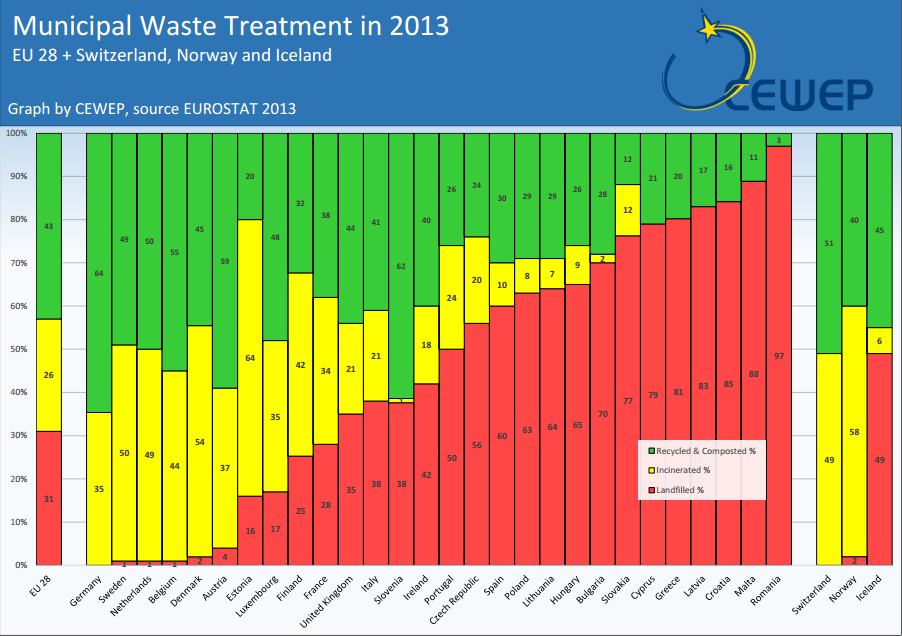 Municipal Waste Treatment in 2013
EU 28 + Switzerland, Norway and Iceland
CEWEP
Graph by CEWEP, source EUROSTAT 2013
100%
90%
80%
70%
60%
50%
40%
30%
20%
10%
0%
43 64 49 50 55 45 59 20 48 32 38 44 41 62 40 26 24 30 29 29 26 28 12 21 20 17 16 11 3 51 40 45
26 35 50 49 44 54 37 64 35 42 34 21 21 1 18 24 20 10 8 7 9 2 12 49 58 6
31 1 1 1 2 4 16 17 25 28 35 38 38 42 50 56 60 63 64 65 70 77 79 81 83 85 88 97 2 49
Recycled & Composted %
Incinerated %
Landfilled %
EU 28
Germany
Sweden
Netherlands
Belgium
Denmark
Austria
Estonia
Luxembourg
Finland
France
United Kingdom
Italy
Slovenia
Ireland
Portugal
Czech Republic
Spain
Poland
Lithuania
Hungary
Bulgaria
Slovakia
Cyprus
Greece
Latvia
Croatia
Malta
Romania
Switzerland
Norway
Iceland